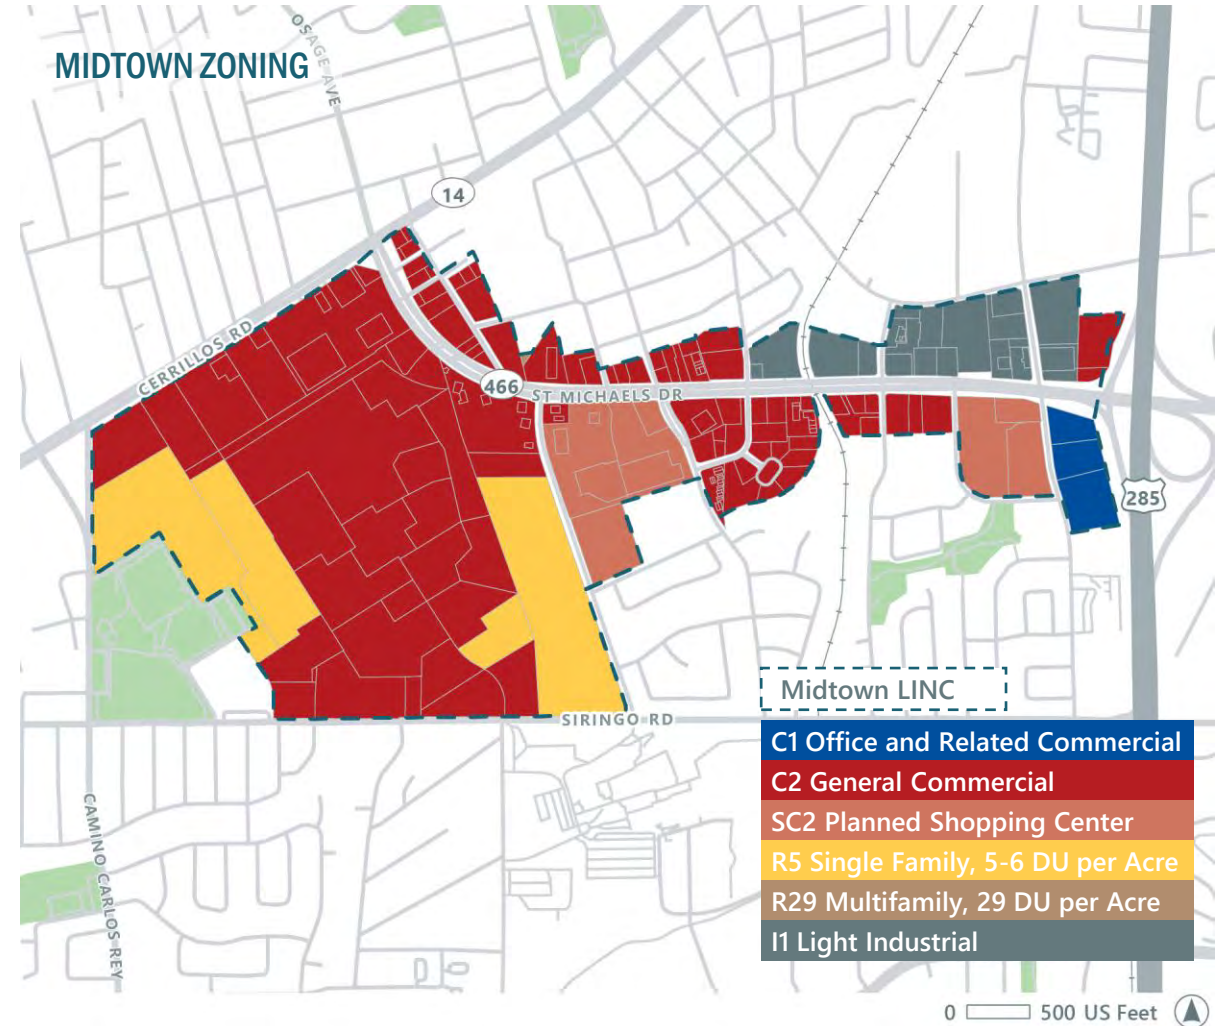 MIDTOWN ZONING
OSAGE AVE
14
CERRILLOS RD
466
ST MICHAELS DR
285
Midtown LINC
SIRINGO RD
C1 Office and Related Commercial
C2 General Commercial
SC2 Planned Shopping Center
R5 Single Family, 5-6 DU per Acre
R29 Multifamily, 29 DU per Acre
I1 Light Industrial
CAMINO CARLOS REY
0 500 US Feet